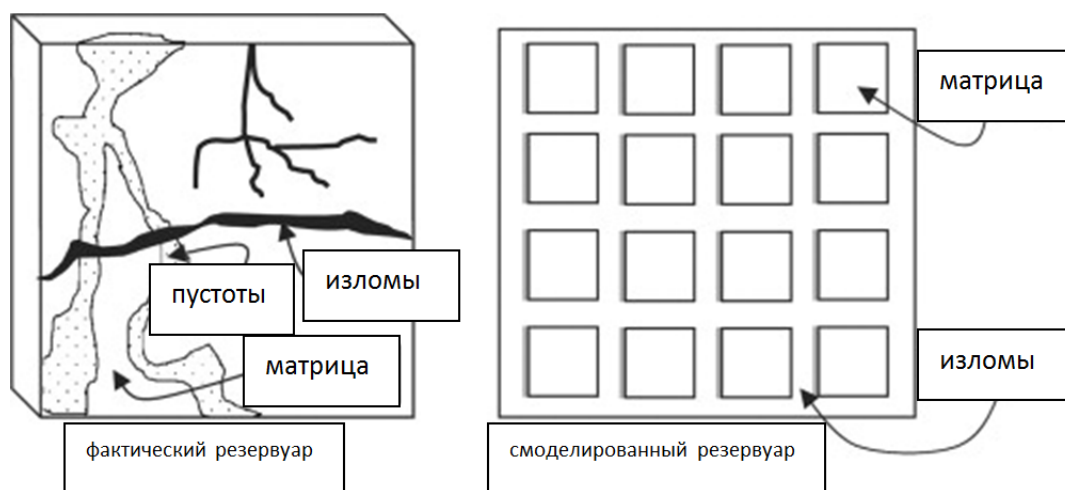 пустоты
изломы
матрица
фактический резервуар
матрица
изломы
смоделированный резервуар